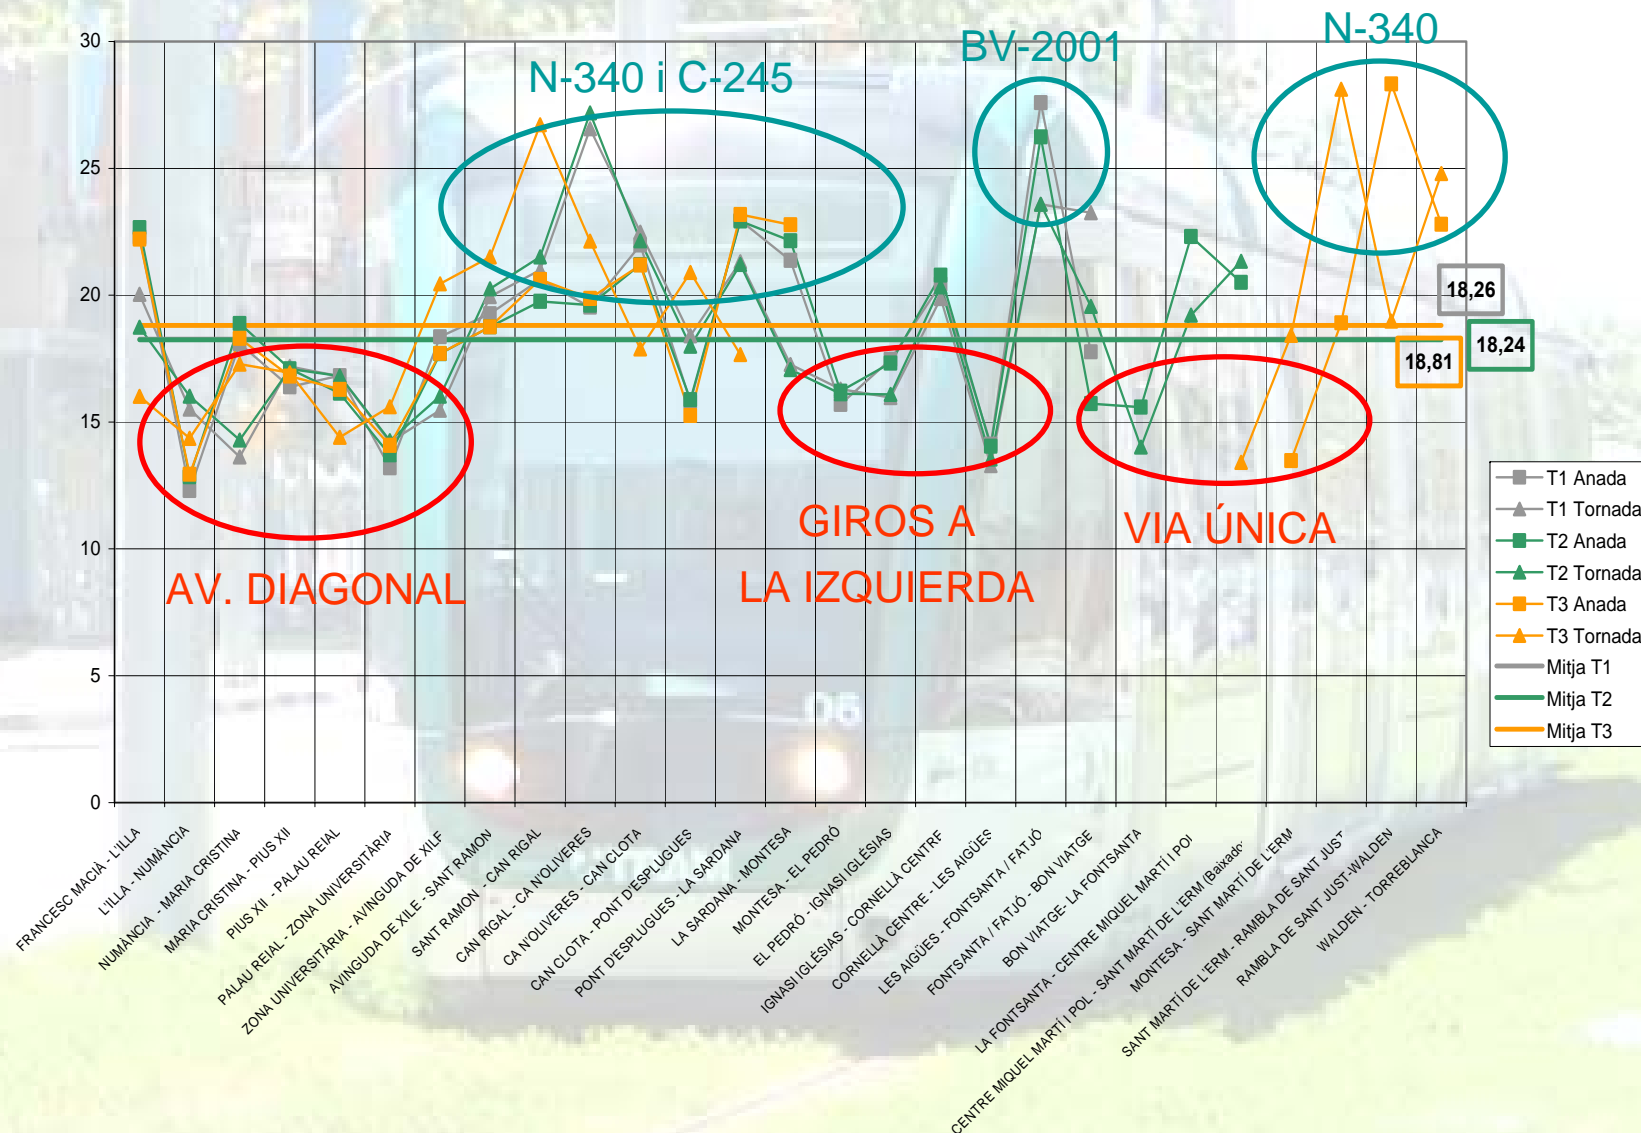 N-340
BV-2001
N-340 i C-245
30
25
20
15
10
5
0
18,26
18,24
18,81
GIROS A
LA IZQUIERDA
VIA ÚNICA
AV. DIAGONAL
T1 Anada
T1 Tornada
T2 Anada
T2 Tornada
T3 Anada
T3 Tornada
Mitja T1
Mitja T2
Mitja T3
06
FRANCESC MACIÀ - L'ILLA
L'ILLA - NUMÀNCIA
NUMÀNCIA - MARIA CRISTINA
MARIA CRISTINA - PIUS XII
PIUS XII - PALAU REIAL
PALAU REIAL - ZONA UNIVERSITÀRIA
ZONA UNIVERSITÀRIA - AVINGUDA DE XILE
AVINGUDA DE XILE - SANT RAMON
SANT RAMON - CAN RIGAL
CAN RIGAL - CA N'OLIVERES
CA N'OLIVERES - CAN CLOTA
CAN CLOTA - PONT D'ESPLUGUES
PONT D'ESPLUGUES - LA SARDANA
LA SARDANA - MONTESA
MONTESA - EL PEDRÓ
EL PEDRÓ - IGNASI IGLÉSIAS
IGNASI IGLÉSIAS - CORNELLÀ CENTRE
CORNELLÀ CENTRE - LES AIGÜES
LES AIGÜES - FONTSANTA / FATJÓ
FONTSANTA / FATJÓ - BON VIATGE
BON VIATGE- LA FONTSANTA
LA FONTSANTA - CENTRE MIQUEL MARTÍ I POL
CENTRE MIQUEL MARTÍ I POL - SANT MARTÍ DE L'ERM (Baixador
MONTESA - SANT MARTÍ DE L'ERM
SANT MARTÍ DE L'ERM - RAMBLA DE SANT JUST
RAMBLA DE SANT JUST-WALDEN
WALDEN - TORREBLANCA